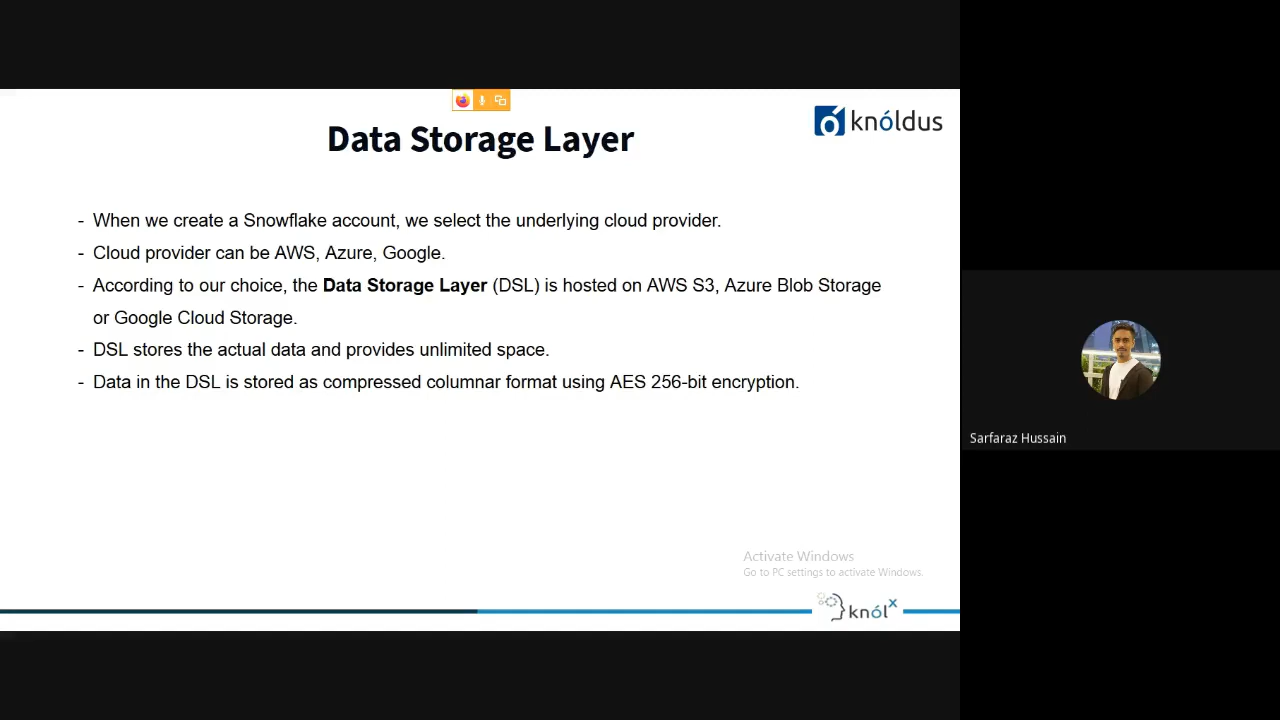 knóldus
Data Storage Layer
- When we create a Snowflake account, we select the underlying cloud provider.
- Cloud provider can be AWS, Azure, Google.
- According to our choice, the Data Storage Layer (DSL) is hosted on AWS S3, Azure Blob Storage
or Google Cloud Storage.
- DSL stores the actual data and provides unlimited space.
- Data in the DSL is stored as compressed columnar format using AES 256-bit encryption.
Sarfaraz Hussain
Activate Windows
Go to PC settings to activate Windows.
knólx